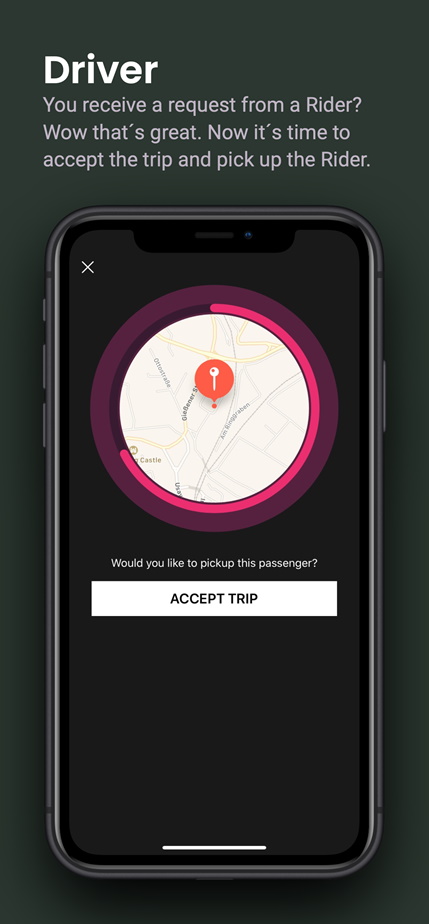 Driver
You receive a request from a Rider?
Wow that´s great. Now it´s time to
accept the trip and pick up the Rider.
Ottostraße
Gießener S
Am Ringgraben
Castle
Usa
Would you like to pickup this passenger?
ACCEPT TRIP